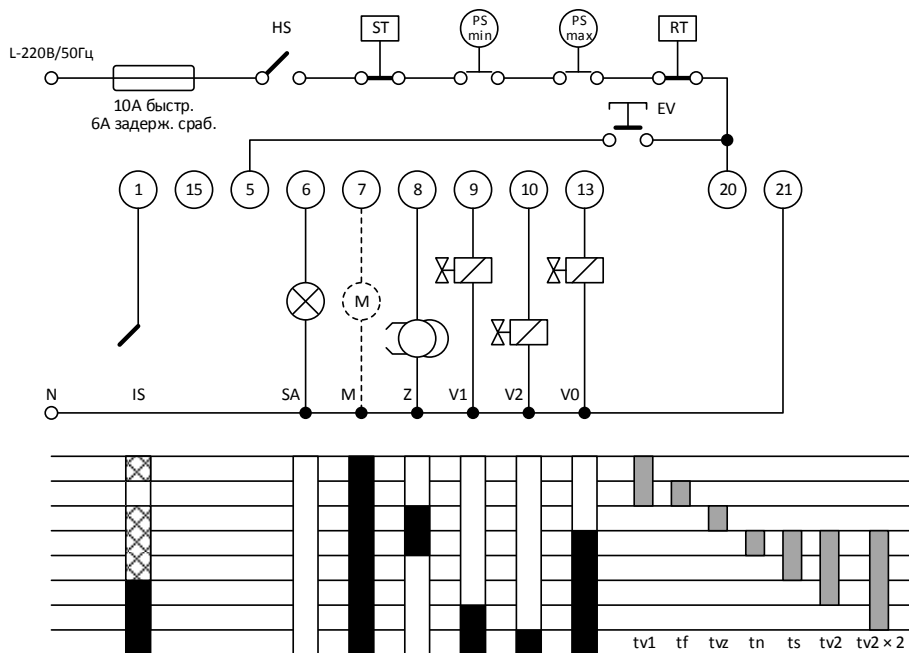 HS
ST
PS
min
PS
max
RT
L-220В/50Гц
10А быстр.
6А задерж. сраб.
EV
1
15
5
6
7
8
9
10
13
20
21
M
N
IS
SA
M
Z
V1
V2
V0
tv1
tf
tvz
tn
ts
tv2
tv2 × 2